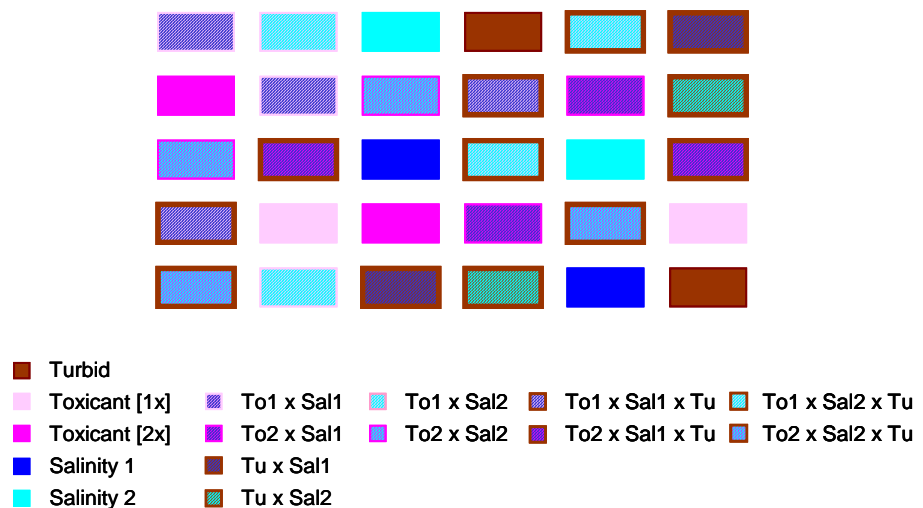 Turbid
Toxicant [1x] To1 x Sal1 To1 x Sal2 To1 x Sal1 x Tu To1 x Sal2 x Tu
Toxicant [2x] To2 x Sal1 To2 x Sal2 To2 x Sal1 x Tu To2 x Sal2 x Tu
Salinity 1 Tu x Sal1
Salinity 2 Tu x Sal2